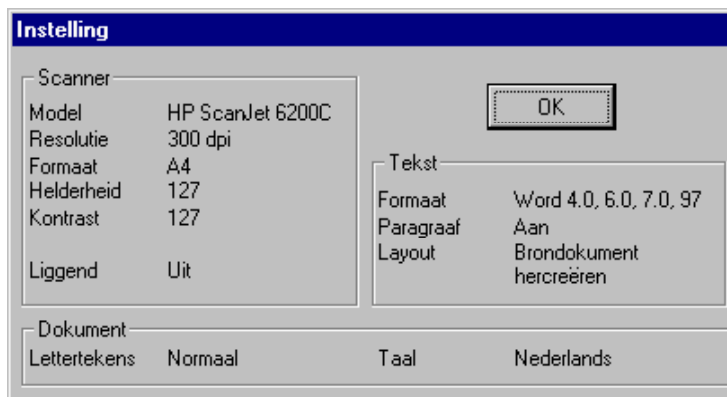 Instelling
Scanner
Model HP ScanJet 6200C
Resolutie 300 dpi
Formaat A4
Helderheid 127
Kontrast 127
Liggend Uit
OK
Tekst
Formaat Word 4.0, 6.0, 7.0, 97
Paragraaf Aan
Layout Brondokument
hercreëren
Dokument
Lettertekens Normaal Taal Nederlands